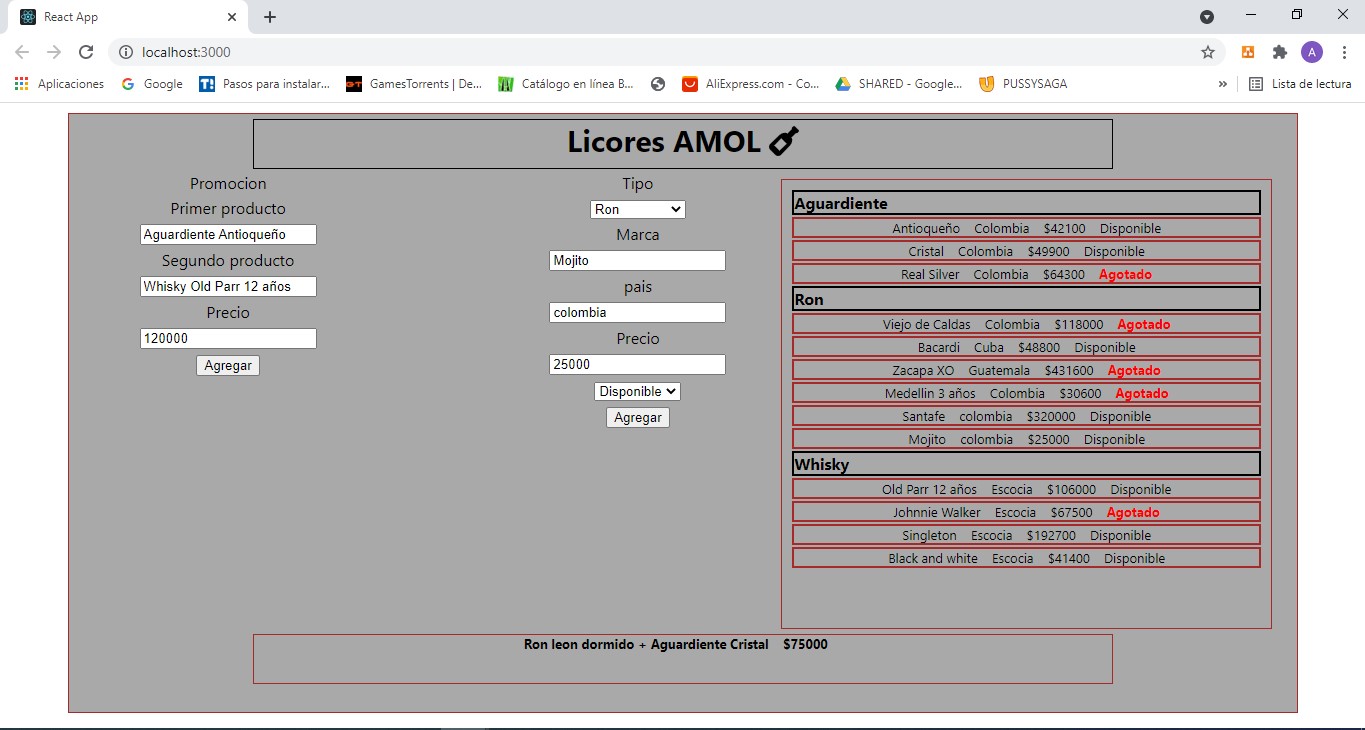 React App
localhost:3000
Aplicaciones
Google
Pasos para instalar...
GamesTorrents | De...
Catálogo en línea B...
AliExpress.com - Co...
SHARED - Google...
PUSSYSAGA
»
Lista de lectura
A
Licores AMOL
Promocion
Primer producto
Aguardiente Antioqueño
Segundo producto
Whisky Old Parr 12 años
Precio
120000
Agregar
Tipo
Ron
Marca
Mojito
pais
colombia
Precio
25000
Disponible
Agregar
Aguardiente
Antioqueño Colombia $42100 Disponible
Cristal Colombia $49900 Disponible
Real Silver Colombia $64300 Agotado
Ron
Viejo de Caldas Colombia $118000 Agotado
Bacardi Cuba $48800 Disponible
Zacapa XO Guatemala $431600 Agotado
Medellin 3 años Colombia $30600 Agotado
Santafe colombia $320000 Disponible
Mojito colombia $25000 Disponible
Whisky
Old Parr 12 años Escocia $106000 Disponible
Johnnie Walker Escocia $67500 Agotado
Singleton Escocia $192700 Disponible
Black and white Escocia $41400 Disponible
Ron leon dormido + Aguardiente Cristal $75000